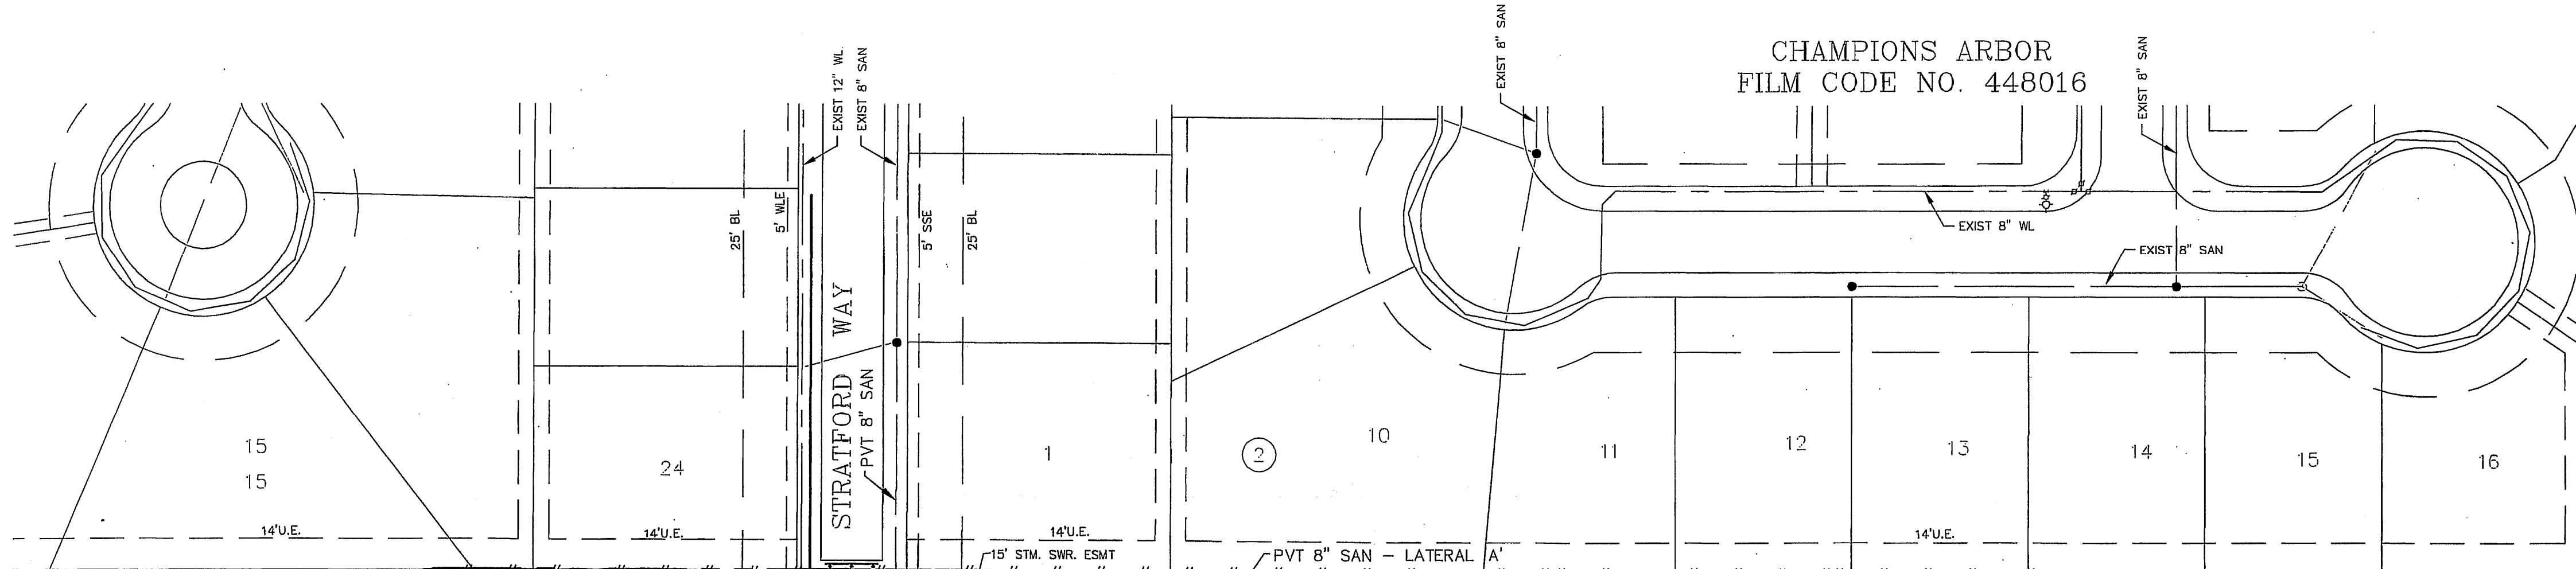 CHAMPIONS ARBOR
FILM CODE NO. 448016
EXIST 12" WL.
EXIST 8" SAN
EXIST 8" SAN
EXIST 8" SAN
25' BL
5' WLE
5' SSE
25' BL
EXIST 8" WL
EXIST 8" SAN
STRATFORD WAY
PVT 8" SAN
15
15
24
1
2
10
11
12
13
14
15
16
14'U.E.
14'U.E.
14'U.E.
14'U.E.
15' STM. SWR. ESMT
PVT 8" SAN - LATERAL 'A'